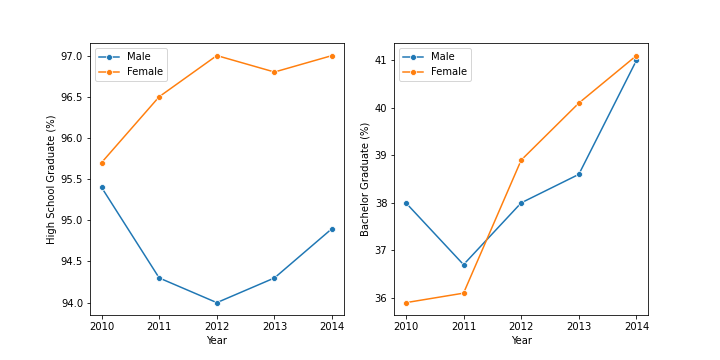 Male
Female
97.0
96.5
96.0
95.5
95.0
94.5
94.0
High School Graduate (%)
2010 2011 2012 2013 2014
Year
Male
Female
41
40
39
38
37
36
Bachelor Graduate (%)
2010 2011 2012 2013 2014
Year